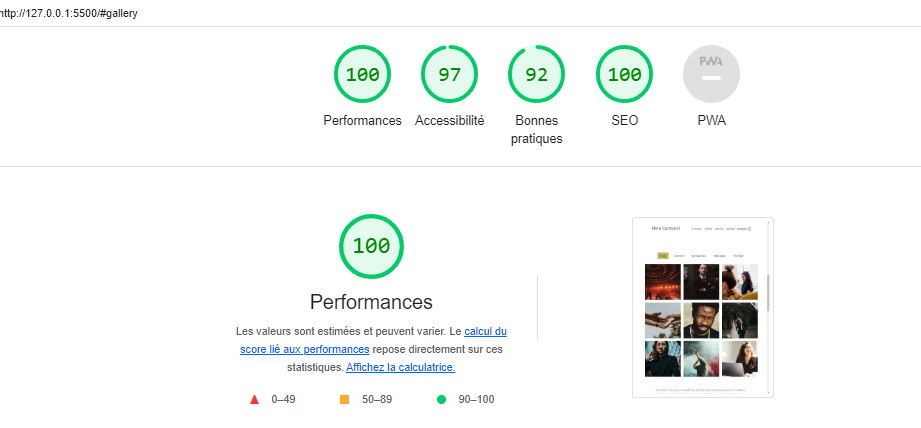 http://127.0.0.1:5500/#gallery
100 97 92 100 PWA
Performances Accessibilité Bonnes pratiques SEO PWA
100
Performances
Les valeurs sont estimées et peuvent varier. Le calcul du
score lié aux performances repose directement sur ces
statistiques. Affichez la calculatrice.
0–49 50–89 90–100
Nina Carducci